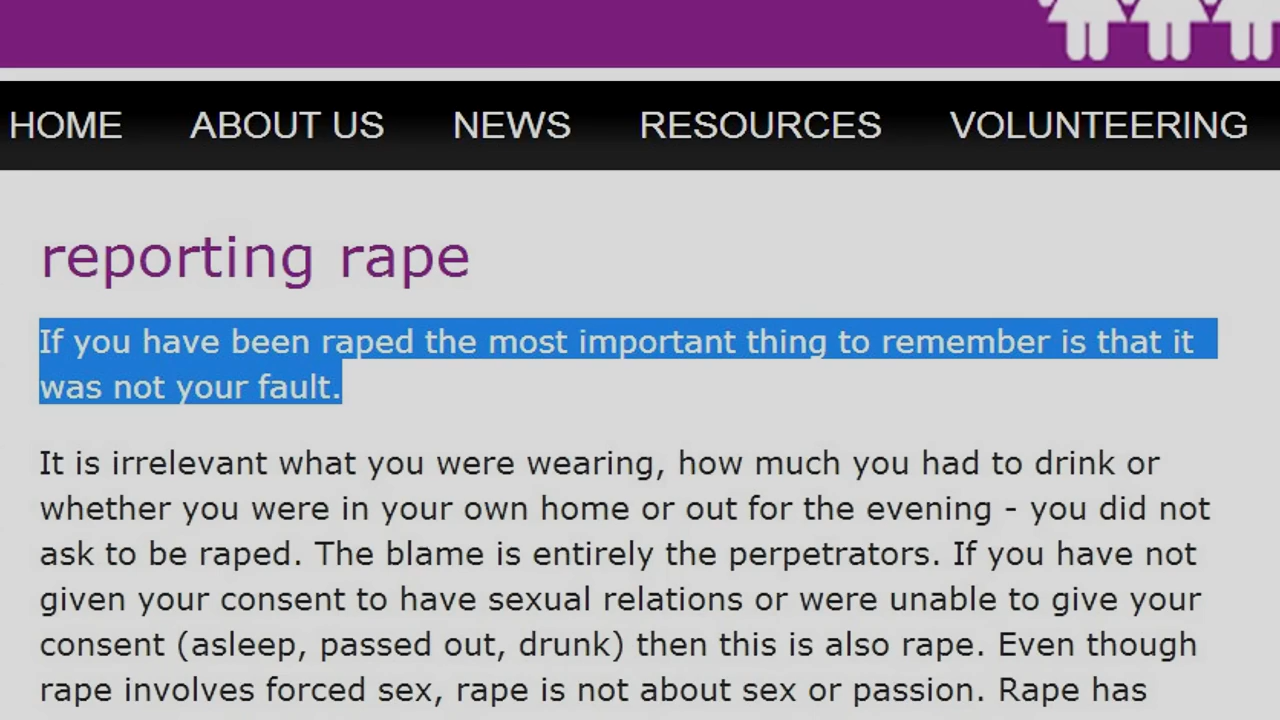 HOME ABOUT US NEWS RESOURCES VOLUNTEERING
reporting rape
If you have been raped the most important thing to remember is that it
was not your fault.
It is irrelevant what you were wearing, how much you had to drink or
whether you were in your own home or out for the evening - you did not
ask to be raped. The blame is entirely the perpetrators. If you have not
given your consent to have sexual relations or were unable to give your
consent (asleep, passed out, drunk) then this is also rape. Even though
rape involves forced sex, rape is not about sex or passion. Rape has